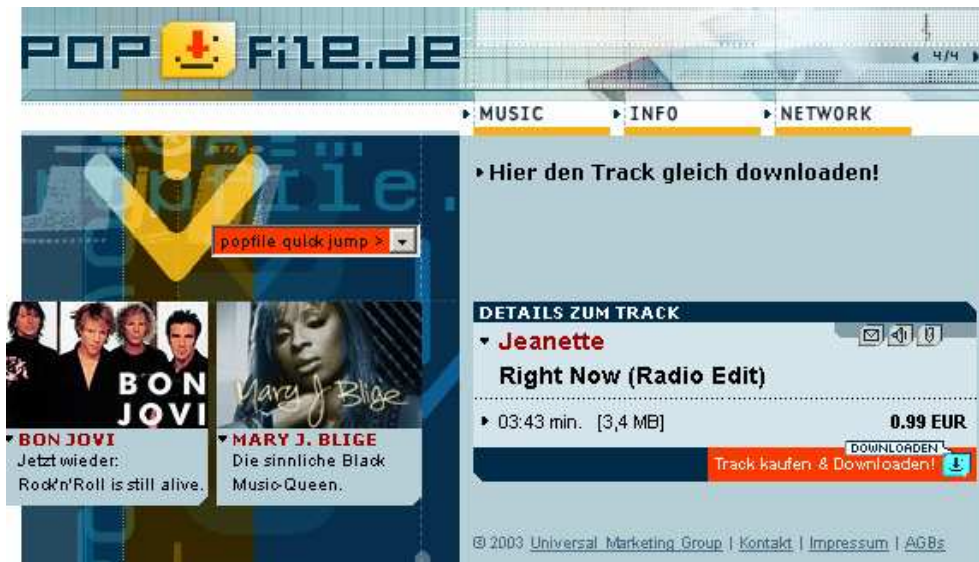 POP file.de
4/4
MUSIC INFO NETWORK
popfile.
Hier den Track gleich downloaden!
popfile quick jump >
BON
JOVI
Mary J Blige
BON JOVI
Jetzt wieder:
Rock'n'Roll is still alive.
MARY J. BLIGE
Die sinnliche Black
Music-Queen.
DETAILS ZUM TRACK
Jeanette
Right Now (Radio Edit)
03:43 min. [3,4 MB] 0.99 EUR
DOWNLOADEN
Track kaufen & Downloaden!
© 2003 Universal Marketing Group | Kontakt | Impressum | AGBs